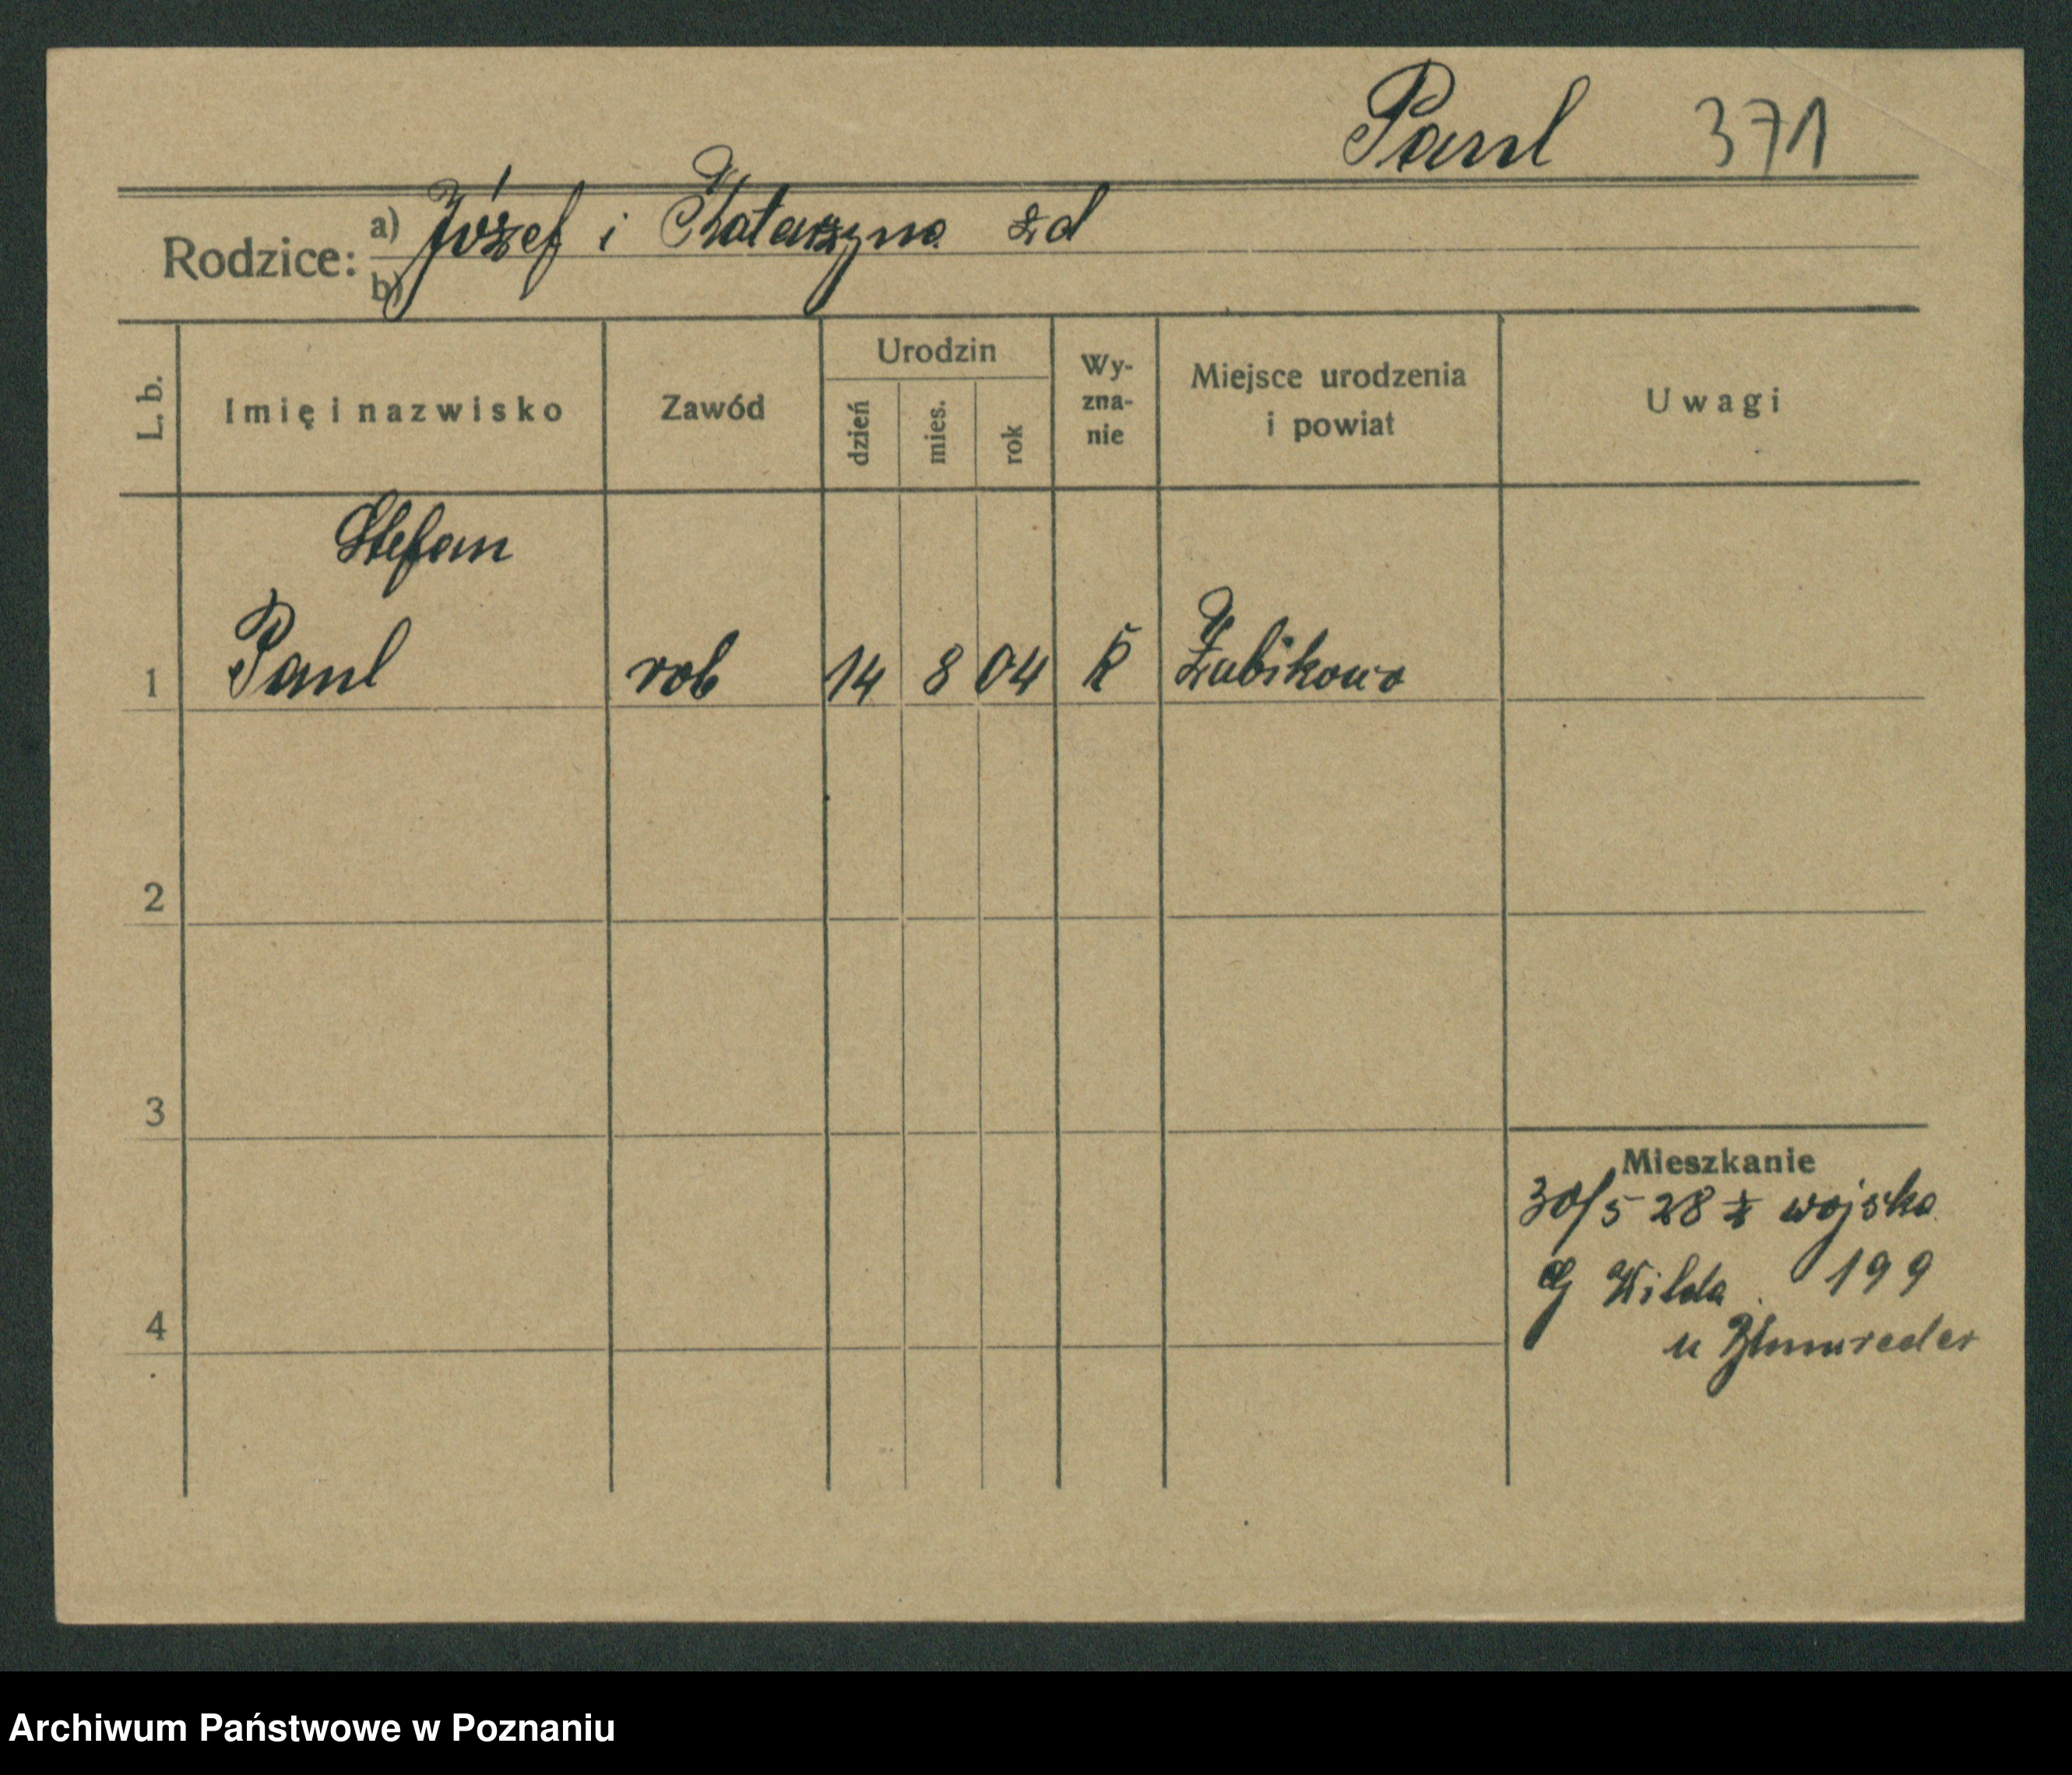 Paul 371
Rodzice: a) Józef i Katarzyna zd
b)
L. b. Imię i nazwisko Zawód Urodzin dzień mies. rok Wy-zna-nie Miejsce urodzenia i powiat Uwagi
Stefan
1 Paul rob 14 8 04 k Żabikowo
2
3
Mieszkanie
30/5 28 z wojska
G Wilda 199
4
u Blumreder
Archiwum Państwowe w Poznaniu